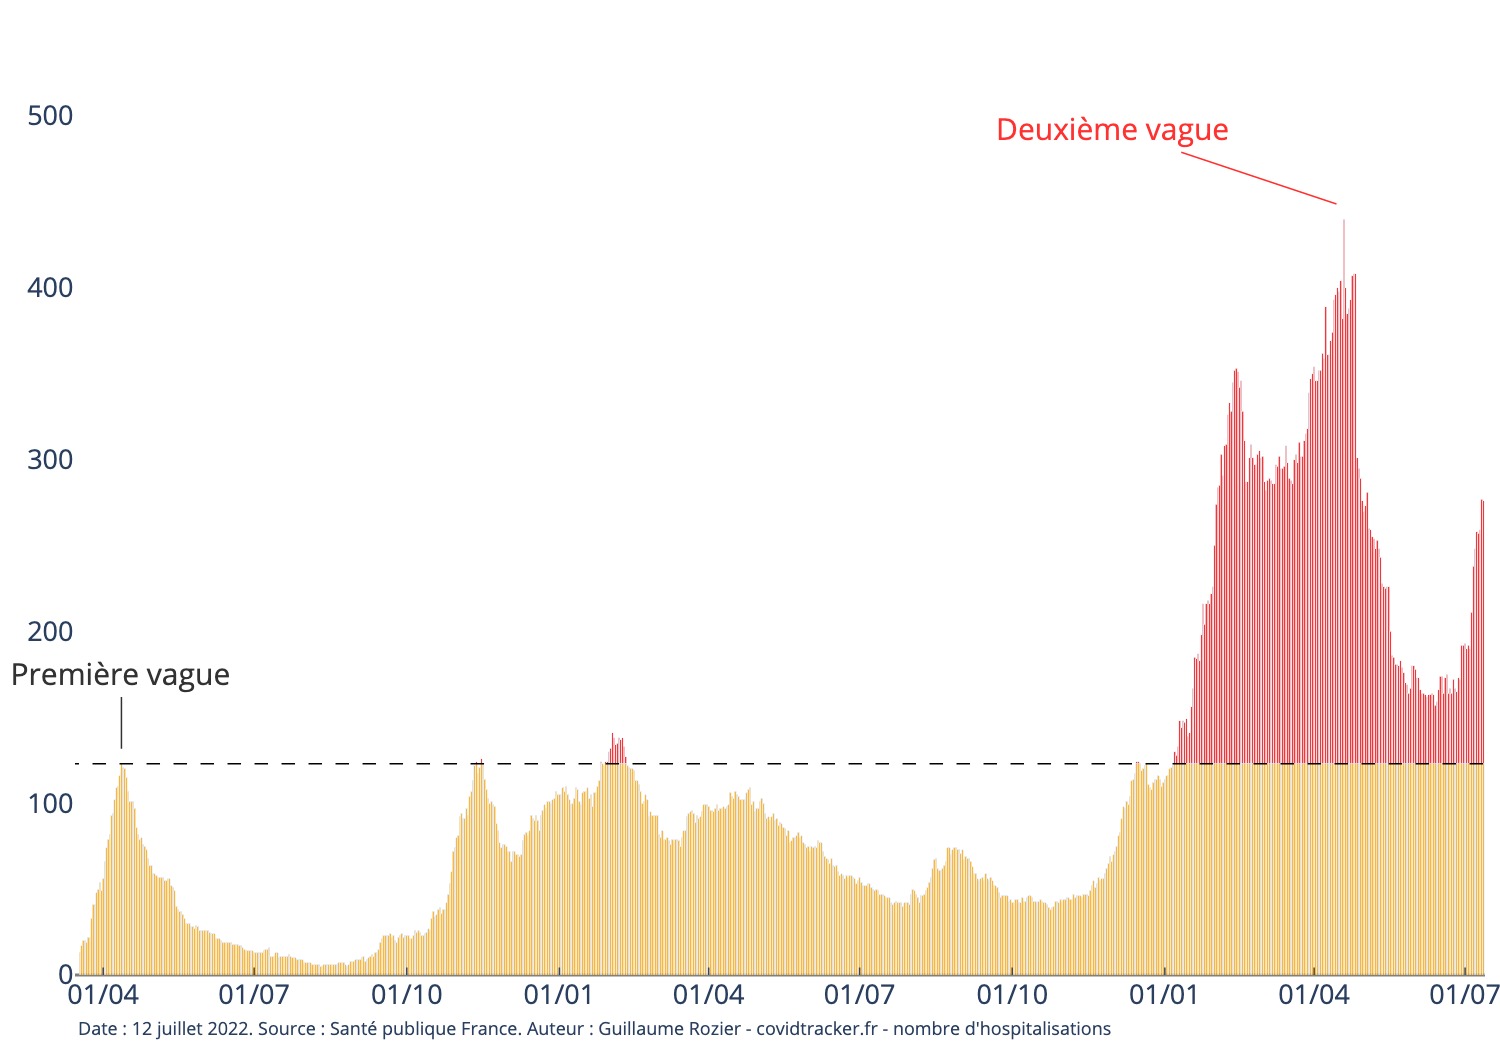 500
Deuxième vague
400
300
200
Première vague
100
0
01/04 01/07 01/10 01/01 01/04 01/07 01/10 01/01 01/04 01/07
Date : 12 juillet 2022. Source : Santé publique France. Auteur : Guillaume Rozier - covidtracker.fr - nombre d'hospitalisations